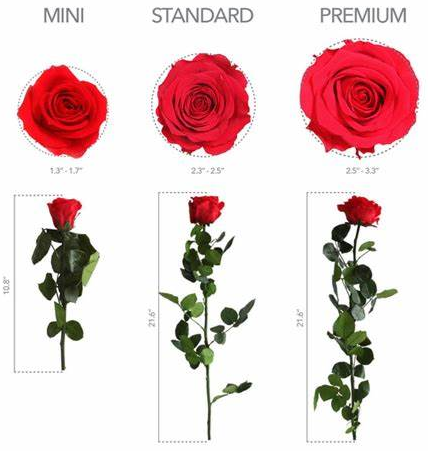 MINI STANDARD PREMIUM
1.3" - 1.7" 2.3" - 2.5" 2.5" - 3.3"
10.8" 21.6" 21.6"